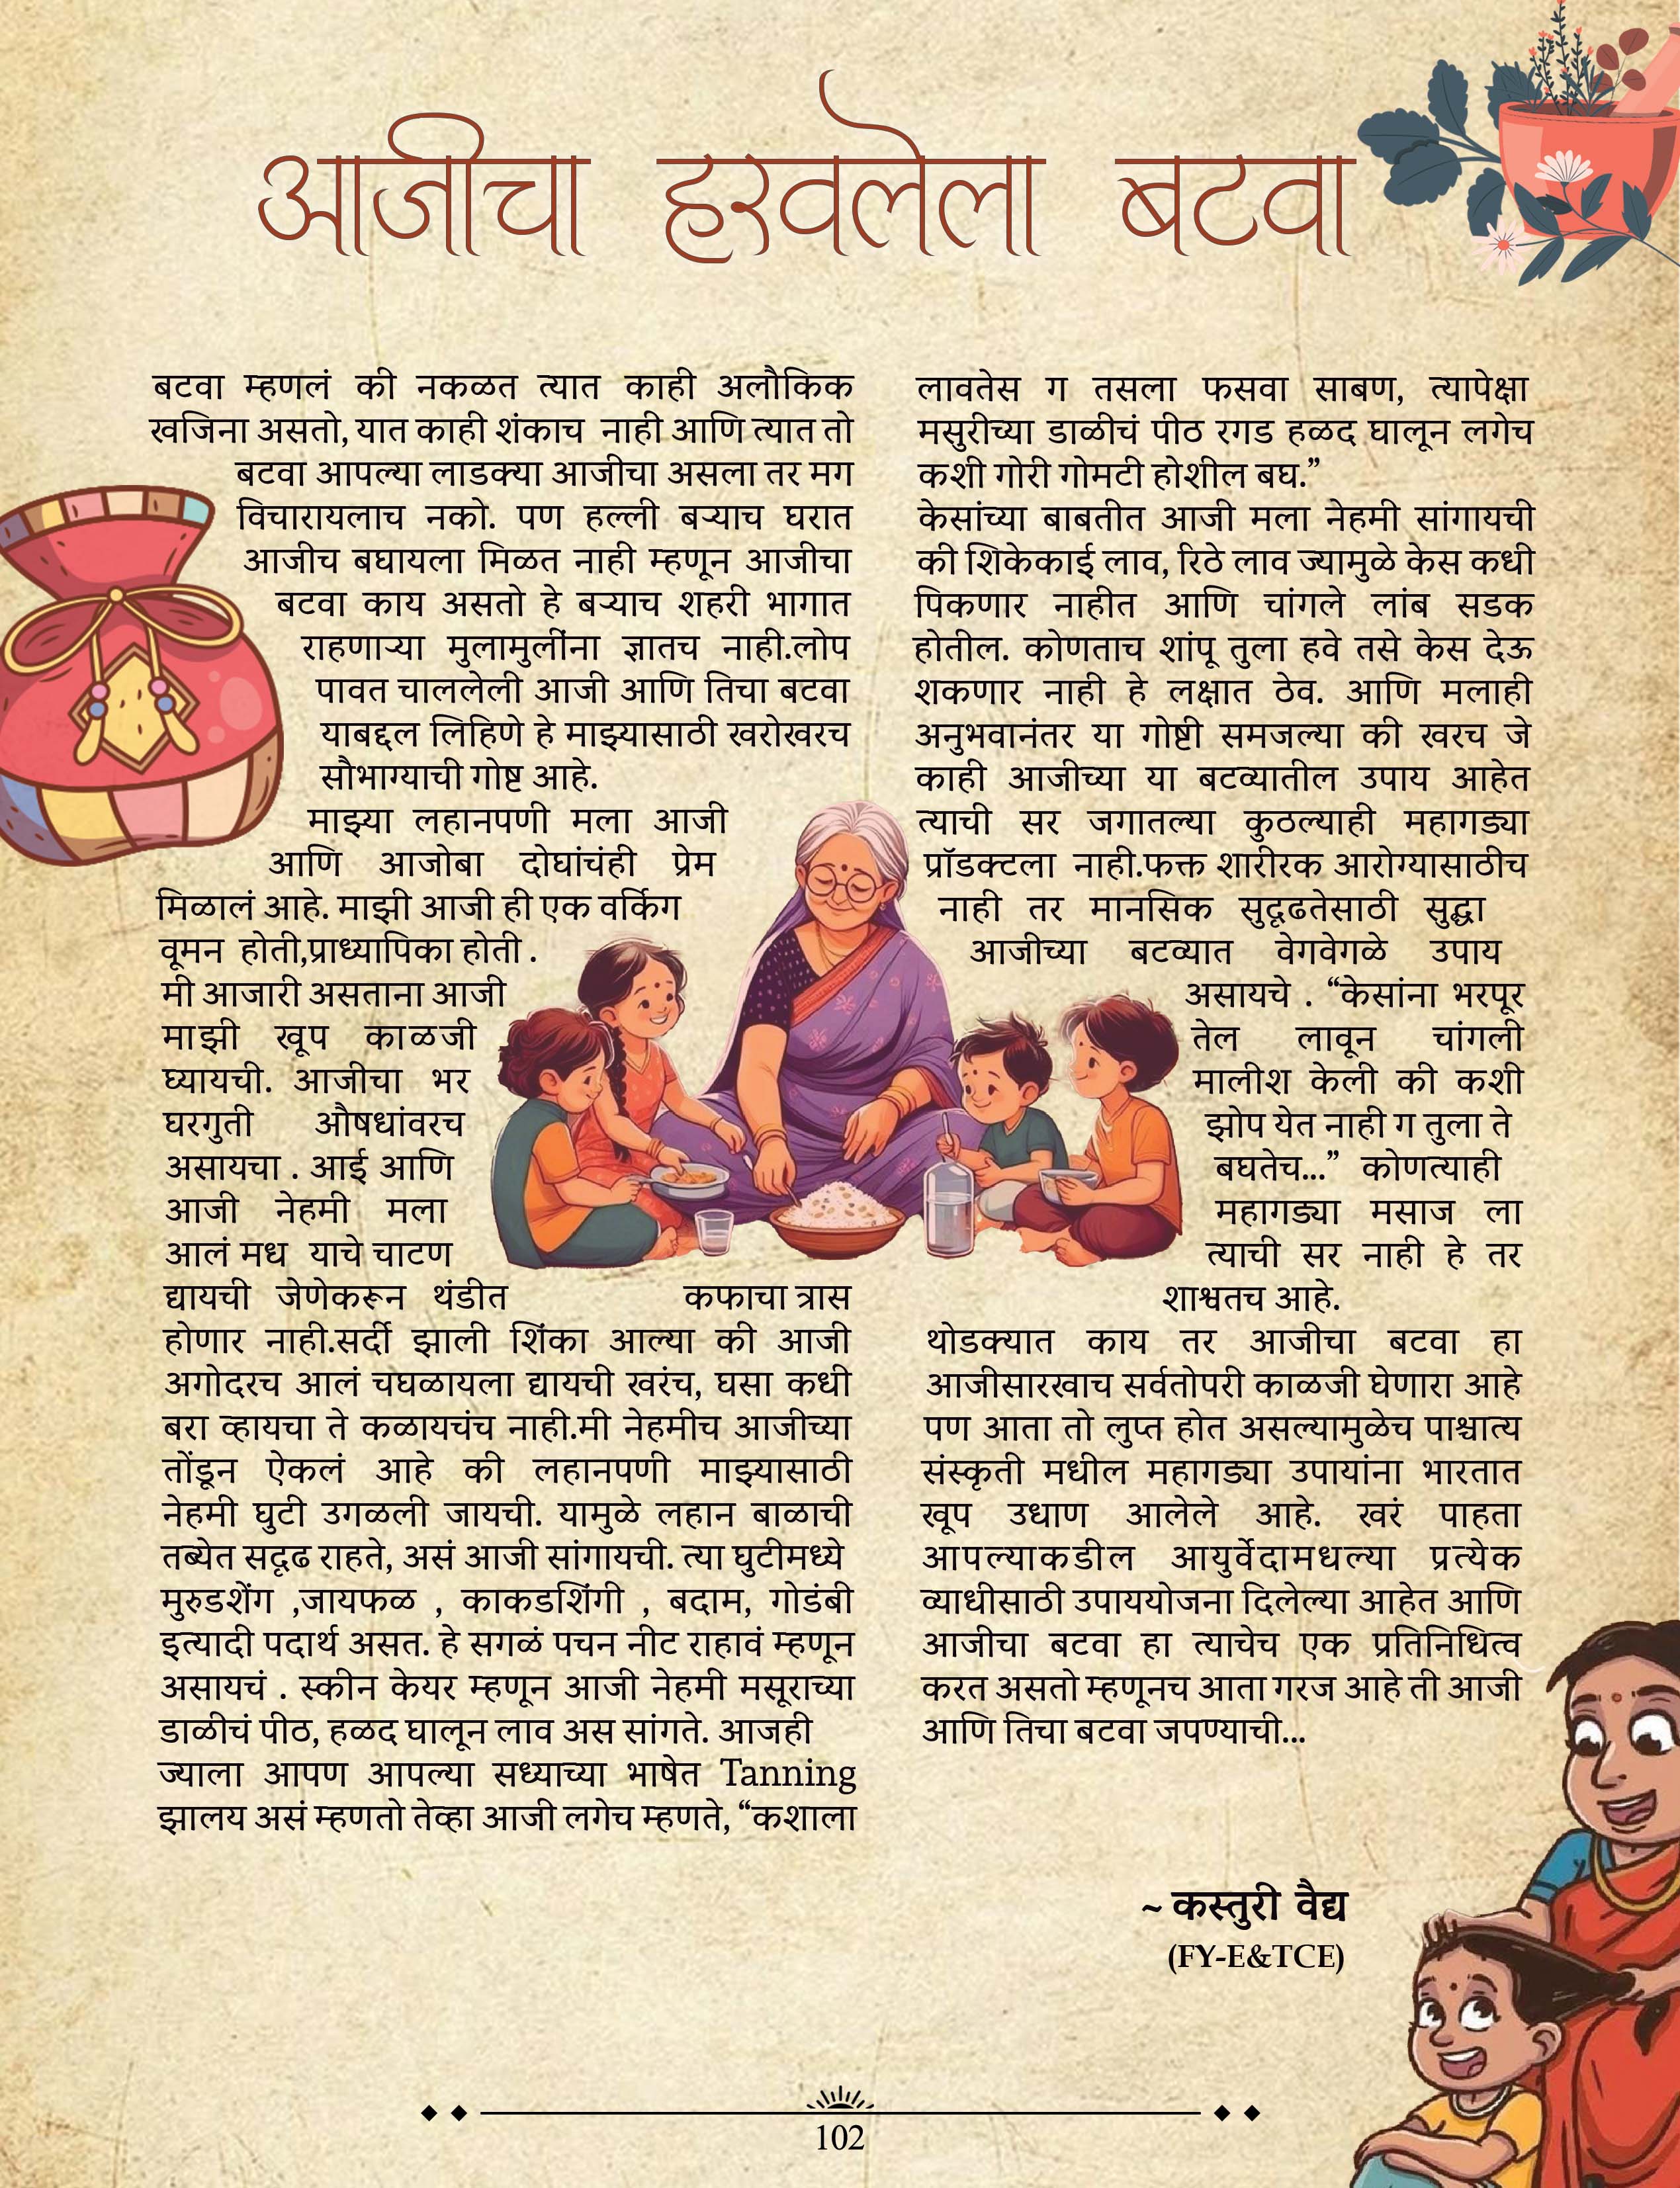 आजीचा हरवलेला बटवा
बटवा म्हणलं की नकळत त्यात काही अलौकिक
खजिना असतो, यात काही शंकाच नाही आणि त्यात तो
बटवा आपल्या लाडक्या आजीचा असला तर मग
विचारायलाच नको. पण हल्ली बऱ्याच घरात
आजीच बघायला मिळत नाही म्हणून आजीचा
बटवा काय असतो हे बऱ्याच शहरी भागात
राहणाऱ्या मुलामुलींना ज्ञातच नाही.लोप
पावत चाललेली आजी आणि तिचा बटवा
याबद्दल लिहिणे हे माझ्यासाठी खरोखरच
सौभाग्याची गोष्ट आहे.
माझ्या लहानपणी मला आजी
आणि आजोबा दोघांचंही प्रेम
मिळालं आहे. माझी आजी ही एक वर्किग
वूमन होती,प्राध्यापिका होती .
मी आजारी असताना आजी
माझी खूप काळजी
घ्यायची. आजीचा भर
घरगुती औषधांवरच
असायचा . आई आणि
आजी नेहमी मला
आलं मध याचे चाटण
द्यायची जेणेकरून थंडीत कफाचा त्रास
होणार नाही.सर्दी झाली शिंका आल्या की आजी
अगोदरच आलं चघळायला द्यायची खरंच, घसा कधी
बरा व्हायचा ते कळायचंच नाही.मी नेहमीच आजीच्या
तोंडून ऐकलं आहे की लहानपणी माझ्यासाठी
नेहमी घुटी उगळली जायची. यामुळे लहान बाळाची
तब्येत सदृढ राहते, असं आजी सांगायची. त्या घुटीमध्ये
मुरुडशेंग ,जायफळ , काकडशिंगी , बदाम, गोडंबी
इत्यादी पदार्थ असत. हे सगळं पचन नीट राहावं म्हणून
असायचं . स्कीन केयर म्हणून आजी नेहमी मसूराच्या
डाळीचं पीठ, हळद घालून लाव अस सांगते. आजही
ज्याला आपण आपल्या सध्याच्या भाषेत Tanning
झालय असं म्हणतो तेव्हा आजी लगेच म्हणते, “कशाला
लावतेस ग तसला फसवा साबण, त्यापेक्षा
मसुरीच्या डाळीचं पीठ रगड हळद घालून लगेच
कशी गोरी गोमटी होशील बघ.”
केसांच्या बाबतीत आजी मला नेहमी सांगायची
की शिकेकाई लाव, रिठे लाव ज्यामुळे केस कधी
पिकणार नाहीत आणि चांगले लांब सडक
होतील. कोणताच शांपू तुला हवे तसे केस देऊ
शकणार नाही हे लक्षात ठेव. आणि मलाही
अनुभवानंतर या गोष्टी समजल्या की खरच जे
काही आजीच्या या बटव्यातील उपाय आहेत
त्याची सर जगातल्या कुठल्याही महागड्या
प्रॉडक्टला नाही.फक्त शारीरक आरोग्यासाठीच
नाही तर मानसिक सुदृढतेसाठी सुद्धा
आजीच्या बटव्यात वेगवेगळे उपाय
असायचे . “केसांना भरपूर
तेल लावून चांगली
मालीश केली की कशी
झोप येत नाही ग तुला ते
बघतेच...” कोणत्याही
महागड्या मसाज ला
त्याची सर नाही हे तर
शाश्वतच आहे.
थोडक्यात काय तर आजीचा बटवा हा
आजीसारखाच सर्वतोपरी काळजी घेणारा आहे
पण आता तो लुप्त होत असल्यामुळेच पाश्चात्य
संस्कृती मधील महागड्या उपायांना भारतात
खूप उधाण आलेले आहे. खरं पाहता
आपल्याकडील आयुर्वेदामधल्या प्रत्येक
व्याधीसाठी उपाययोजना दिलेल्या आहेत आणि
आजीचा बटवा हा त्याचेच एक प्रतिनिधित्व
करत असतो म्हणूनच आता गरज आहे ती आजी
आणि तिचा बटवा जपण्याची...
~ कस्तुरी वैद्य
(FY-E&TCE)
102